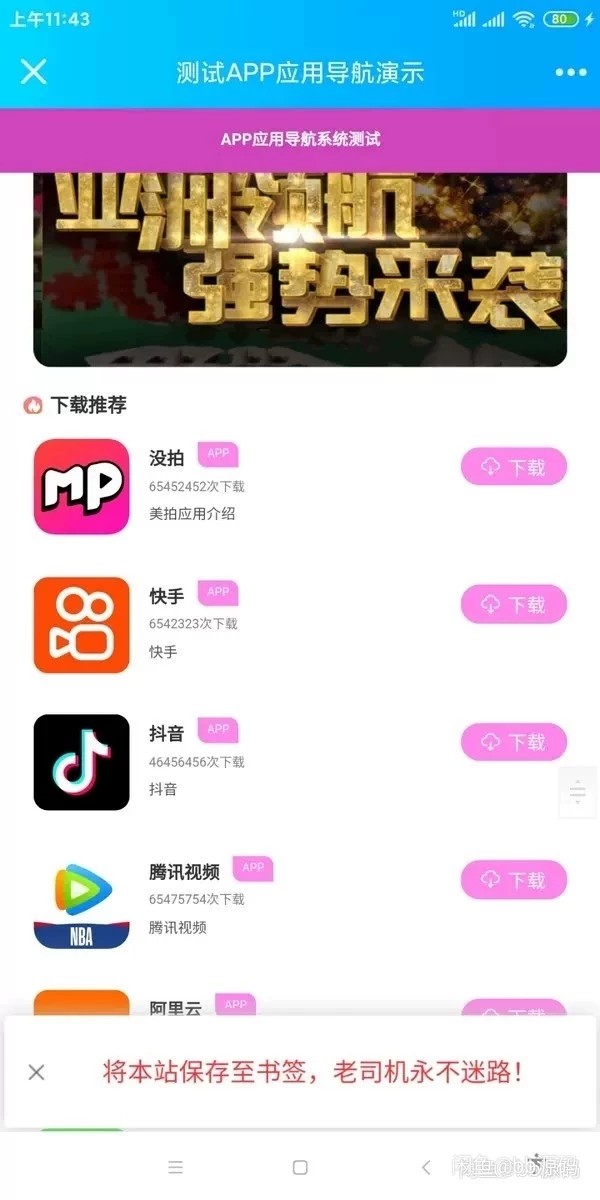 上午11:43
HD
80
测试APP应用导航演示
APP应用导航系统测试
亚洲领航
强势来袭
下载推荐
没拍 APP
下载
65452452次下载
美拍应用介绍
快手 APP
下载
6542323次下载
快手
抖音 APP
下载
46456456次下载
抖音
腾讯视频 APP
下载
65475754次下载
腾讯视频
NBA
阿里云 APP
下载
将本站保存至书签，老司机永不迷路！
闲鱼@bb源码